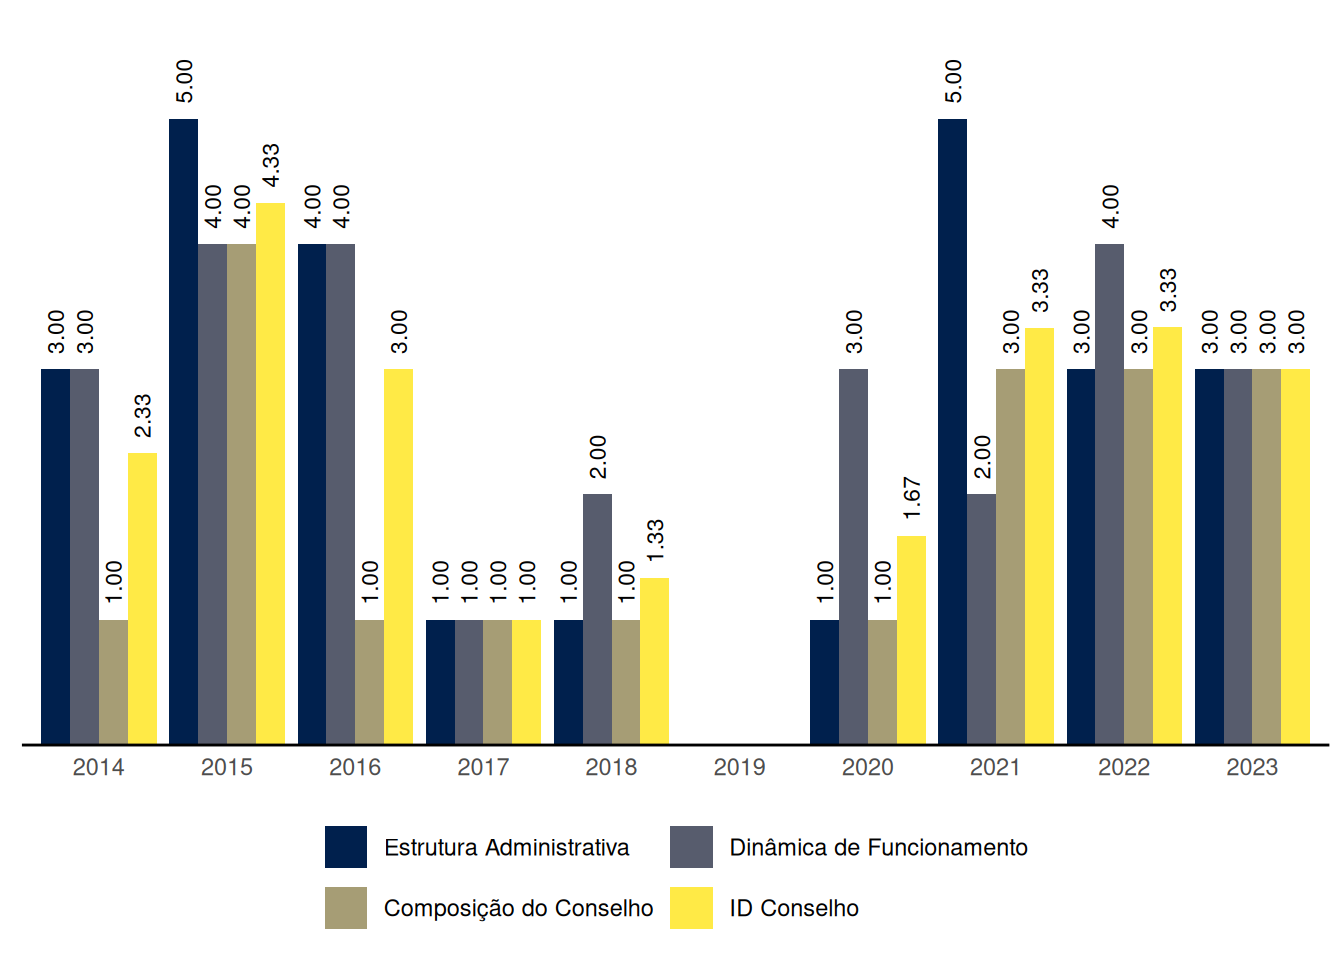 3.00 3.00 1.00 2.33
5.00 4.00 4.00 4.33
4.00 4.00 1.00 3.00
1.00 1.00 1.00 1.00
1.00 2.00 1.00 1.33
1.00 3.00 1.00 1.67
5.00 2.00 3.00 3.33
3.00 4.00 3.00 3.33
3.00 3.00 3.00 3.00
2014 2015 2016 2017 2018 2019 2020 2021 2022 2023
Estrutura Administrativa Dinâmica de Funcionamento
Composição do Conselho ID Conselho